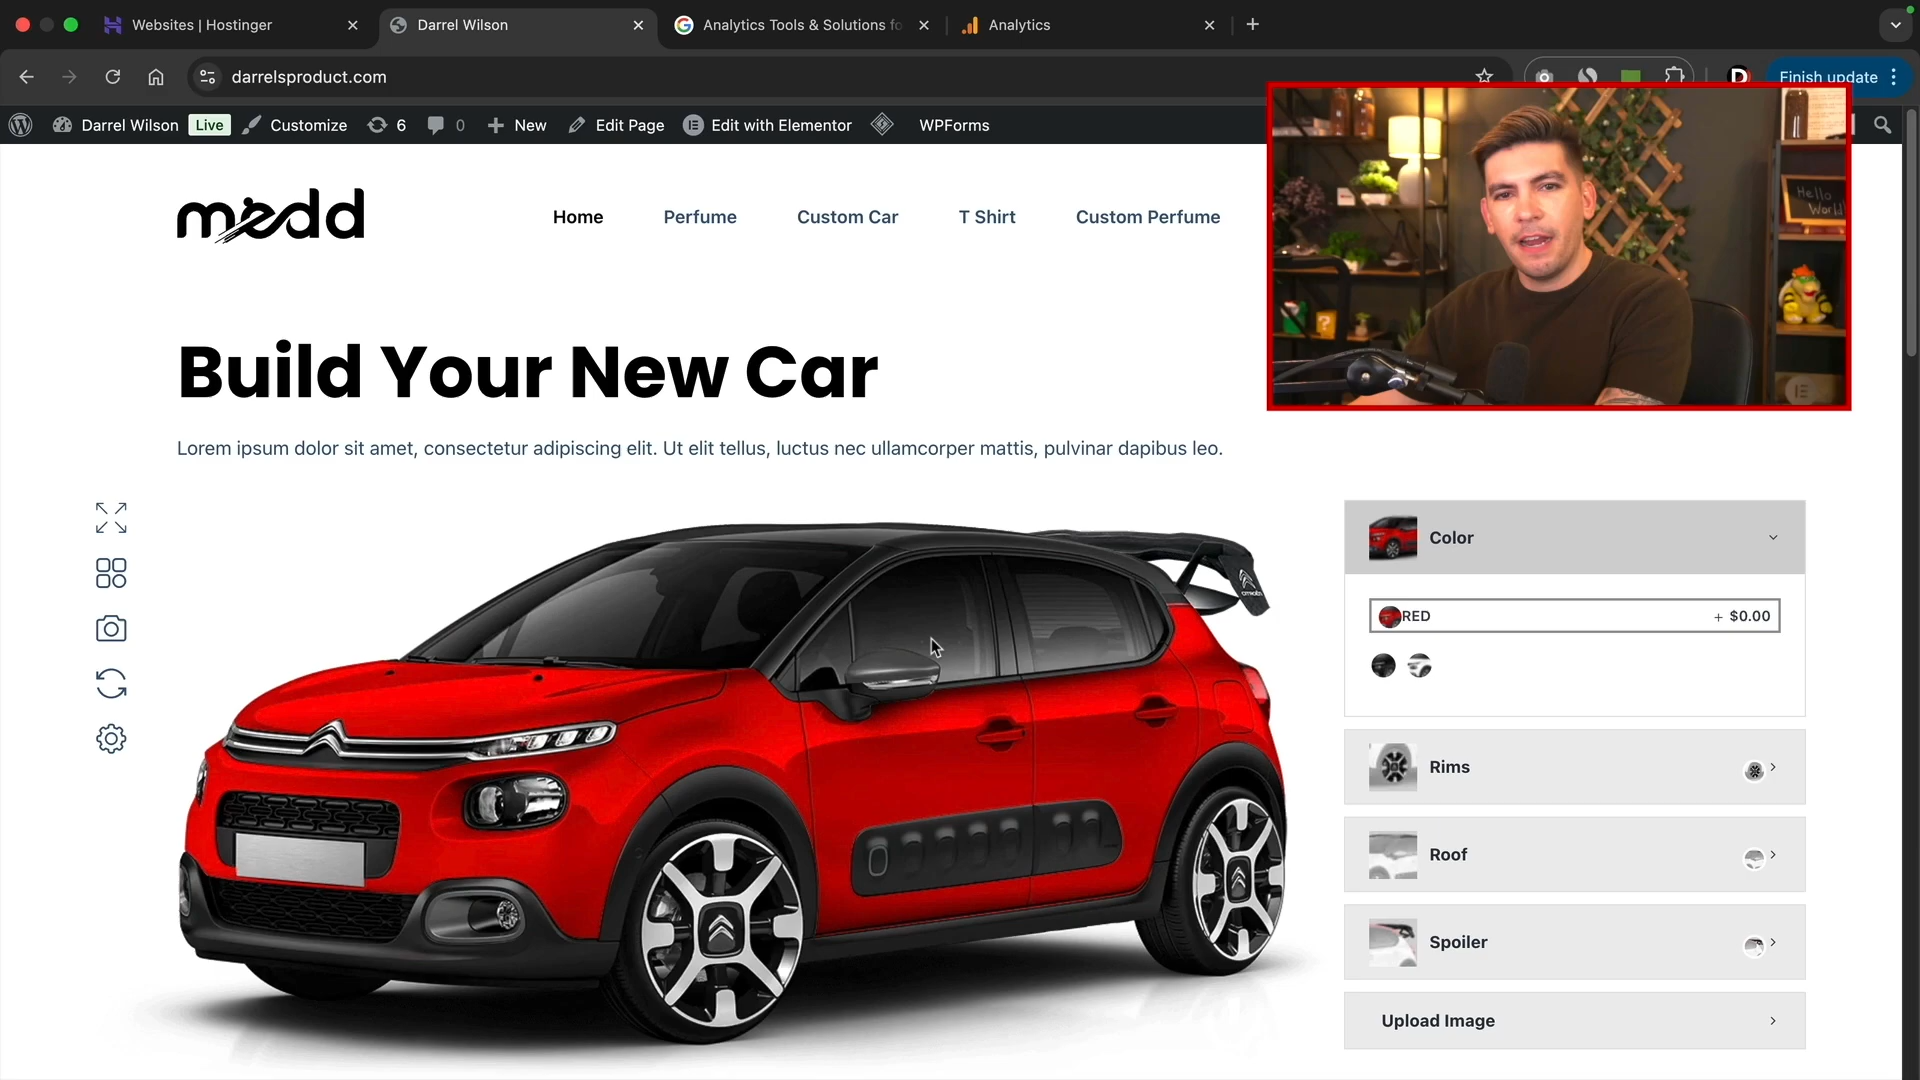 Websites | Hostinger
Darrel Wilson
Analytics Tools & Solutions fo
Analytics
darrelsproduct.com
Finish update
Darrel Wilson
Live
Customize
6
0
New
Edit Page
Edit with Elementor
WPForms
medd
Home
Perfume
Custom Car
T Shirt
Custom Perfume
Hello
World
Build Your New Car
Lorem ipsum dolor sit amet, consectetur adipiscing elit. Ut elit tellus, luctus nec ullamcorper mattis, pulvinar dapibus leo.
Color
RED
+ $0.00
Rims
Roof
Spoiler
Upload Image